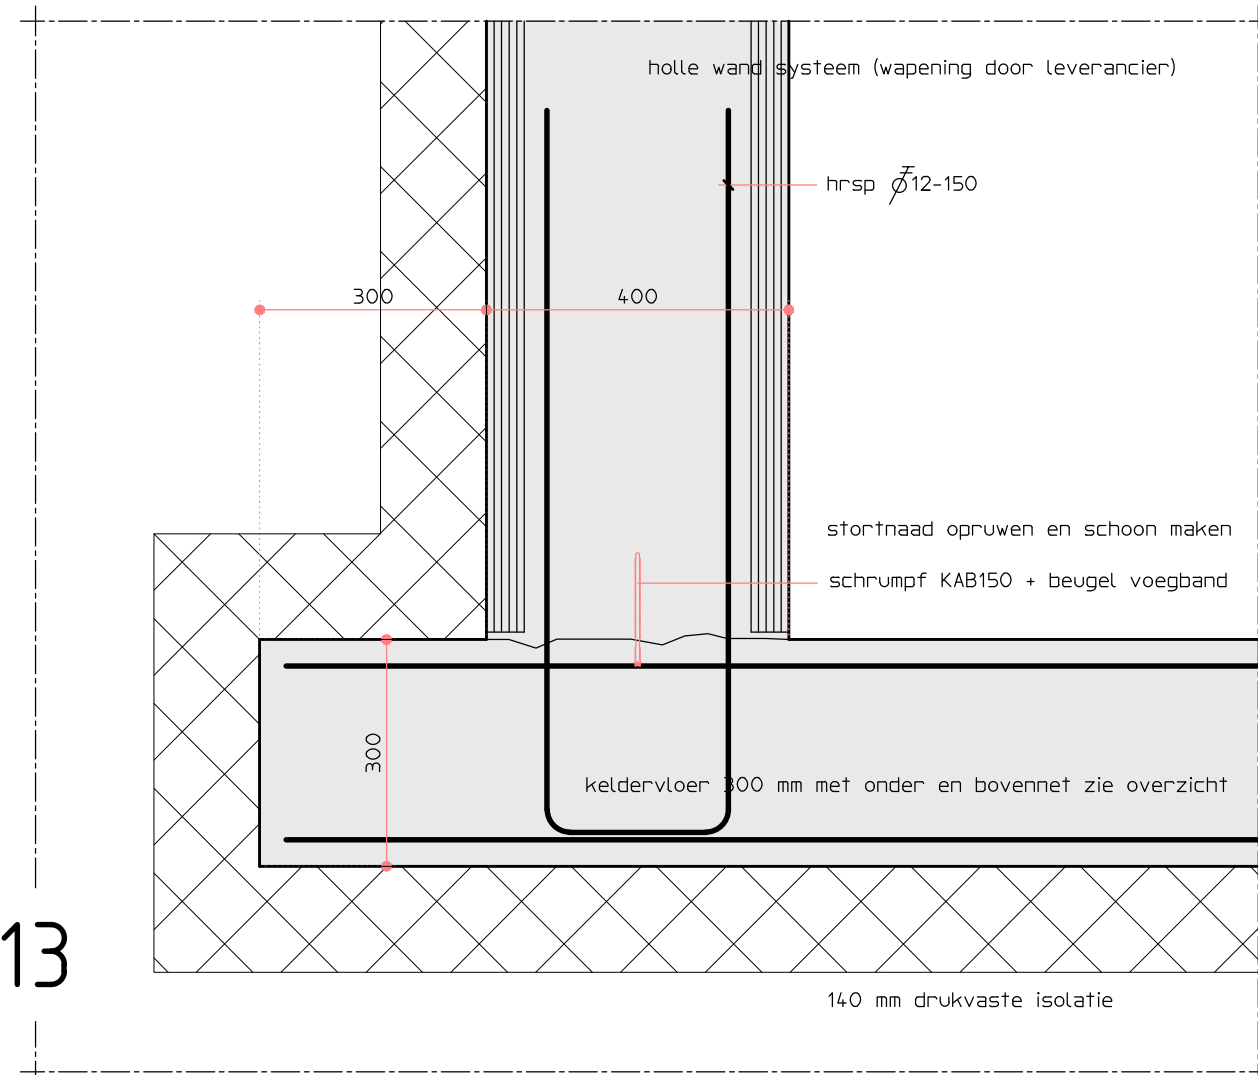 holle wand systeem (wapening door leverancier)
hrsp ⌀12-150
300
400
stortnaad opruwen en schoon maken
schrumpf KAB150 + beugel voegband
300
keldervloer 300 mm met onder en bovennet zie overzicht
13
140 mm drukvaste isolatie